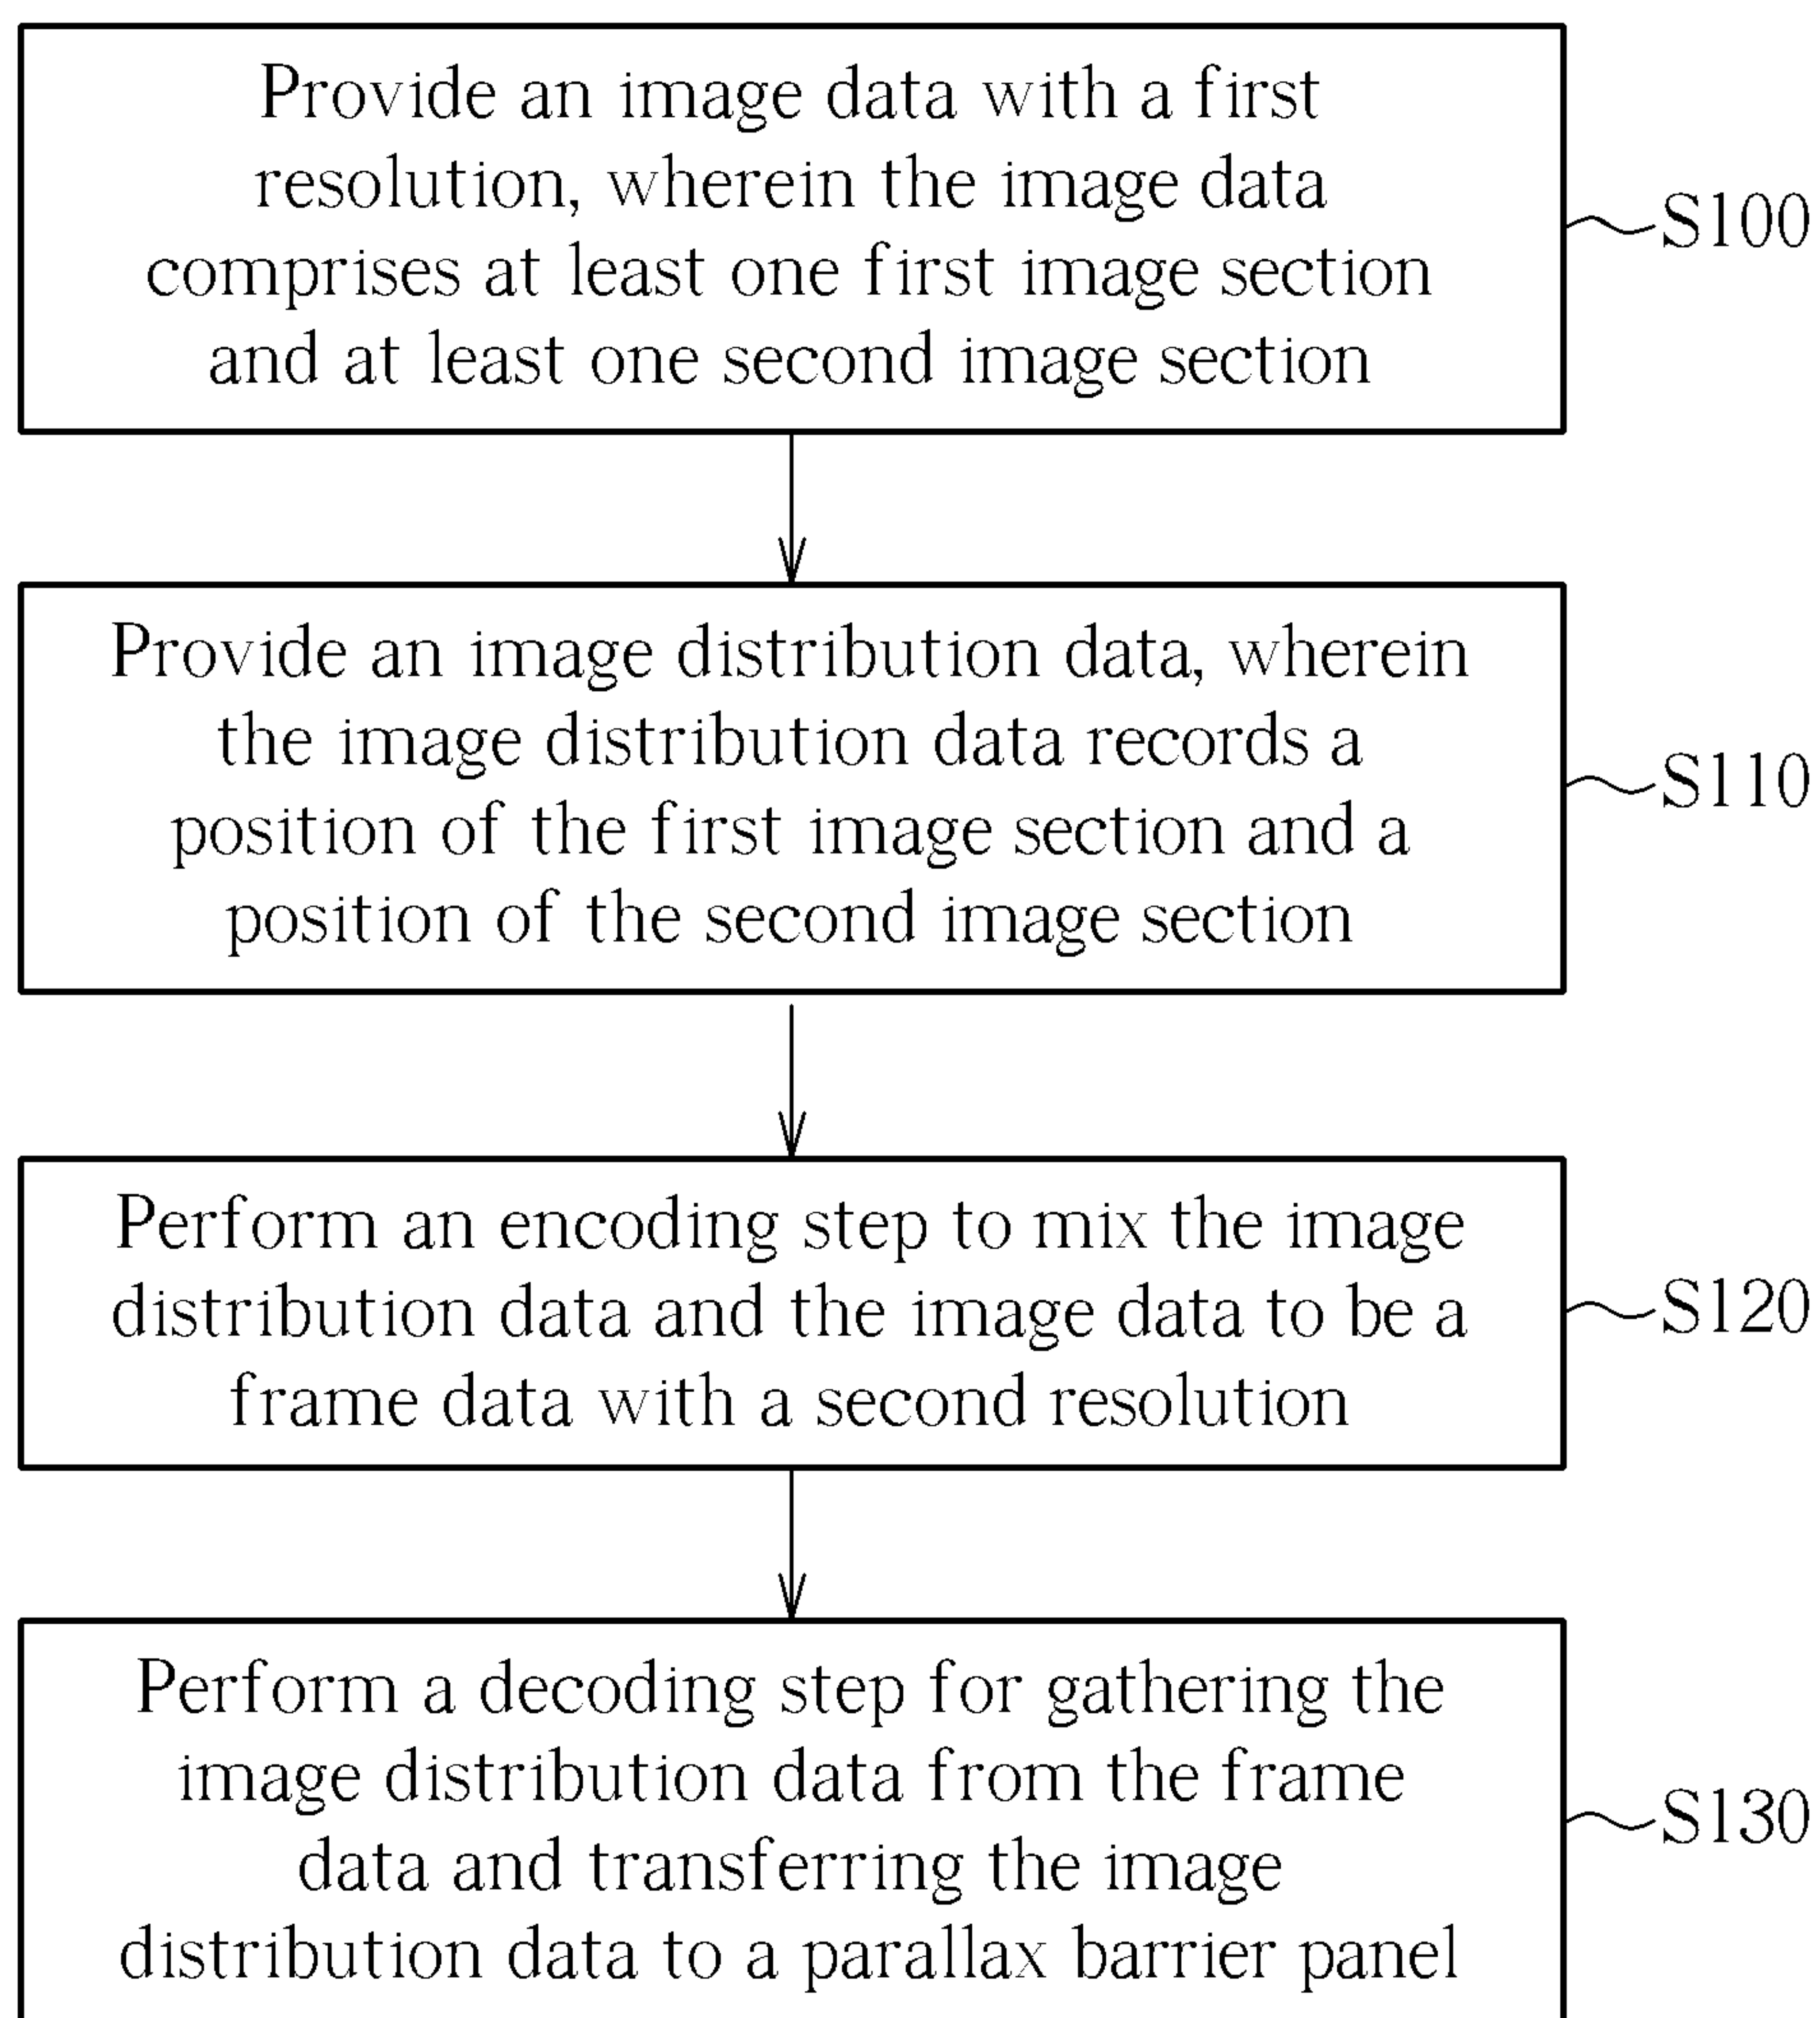 Provide an image data with a first
resolution, wherein the image data
comprises at least one first image section
and at least one second image section
S100
Provide an image distribution data, wherein
the image distribution data records a
position of the first image section and a
position of the second image section
S110
Perform an encoding step to mix the image
distribution data and the image data to be a
frame data with a second resolution
S120
Perform a decoding step for gathering the
image distribution data from the frame
data and transferring the image
distribution data to a parallax barrier panel
S130